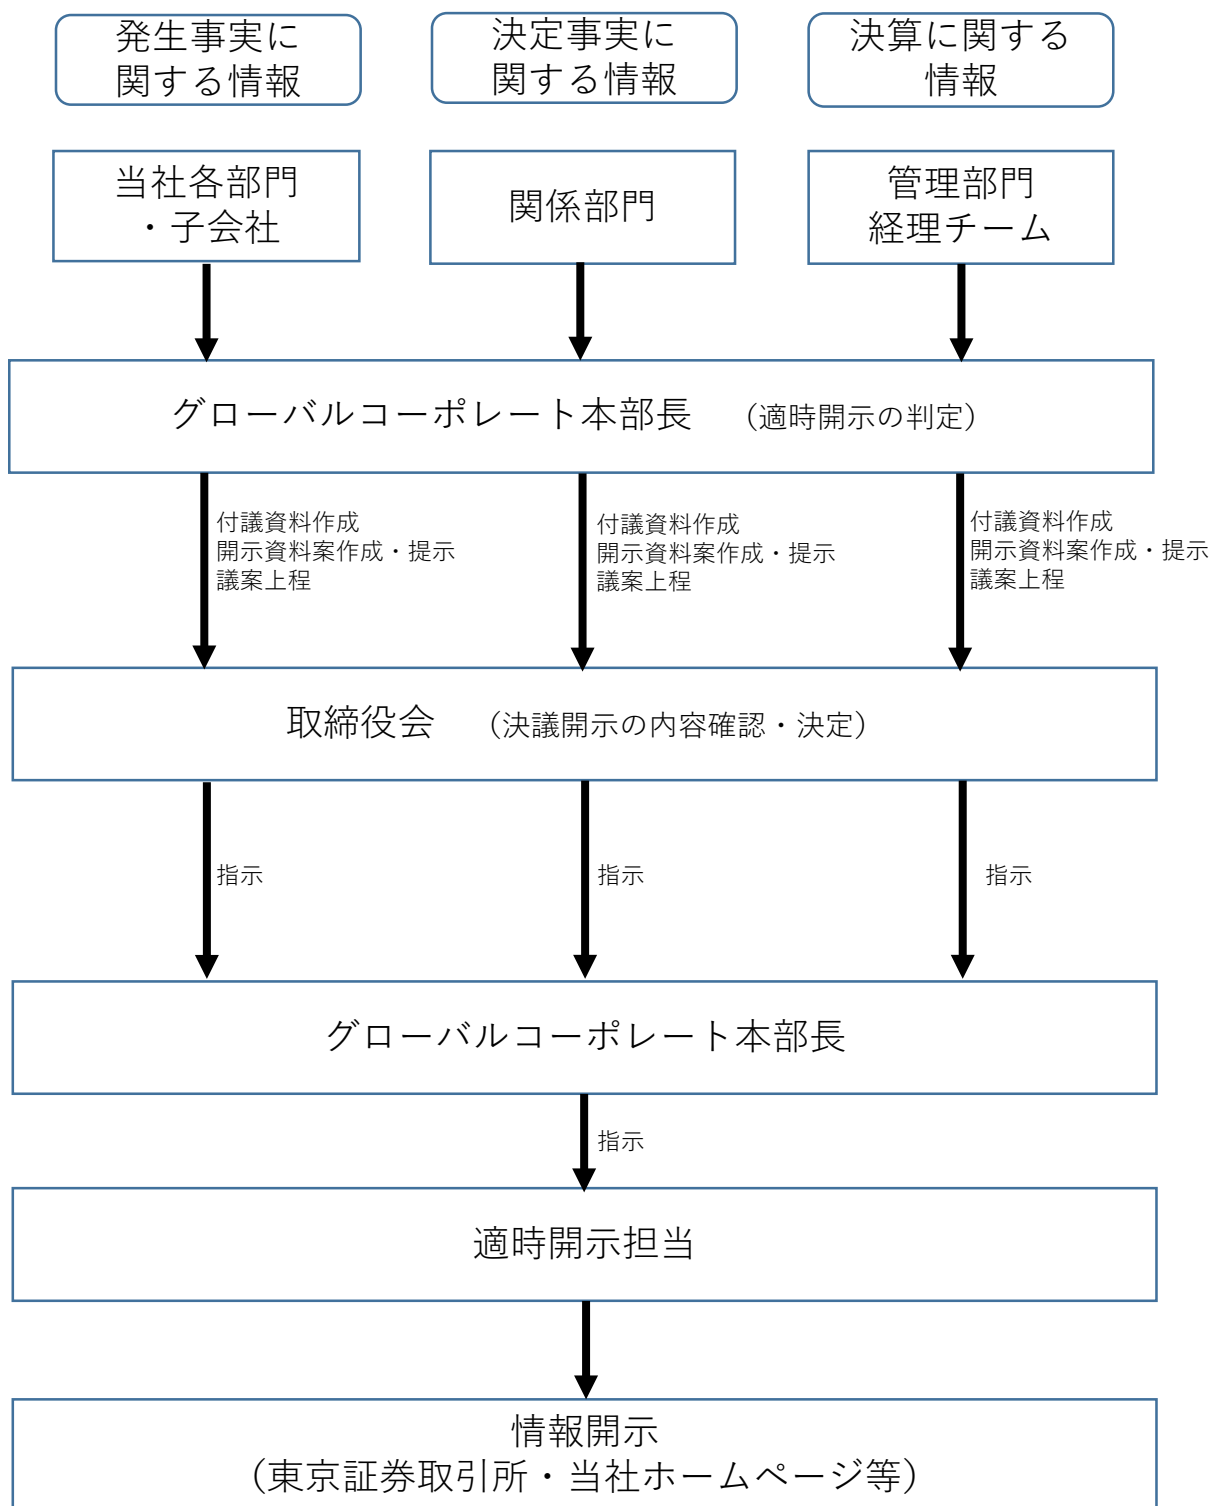 発生事実に
関する情報
決定事実に
関する情報
決算に関する
情報
当社各部門
・子会社
関係部門
管理部門
経理チーム
グローバルコーポレート本部長 （適時開示の判定）
付議資料作成
開示資料案作成・提示
議案上程
付議資料作成
開示資料案作成・提示
議案上程
付議資料作成
開示資料案作成・提示
議案上程
取締役会 （決議開示の内容確認・決定）
指示
指示
指示
グローバルコーポレート本部長
指示
適時開示担当
情報開示
（東京証券取引所・当社ホームページ等）